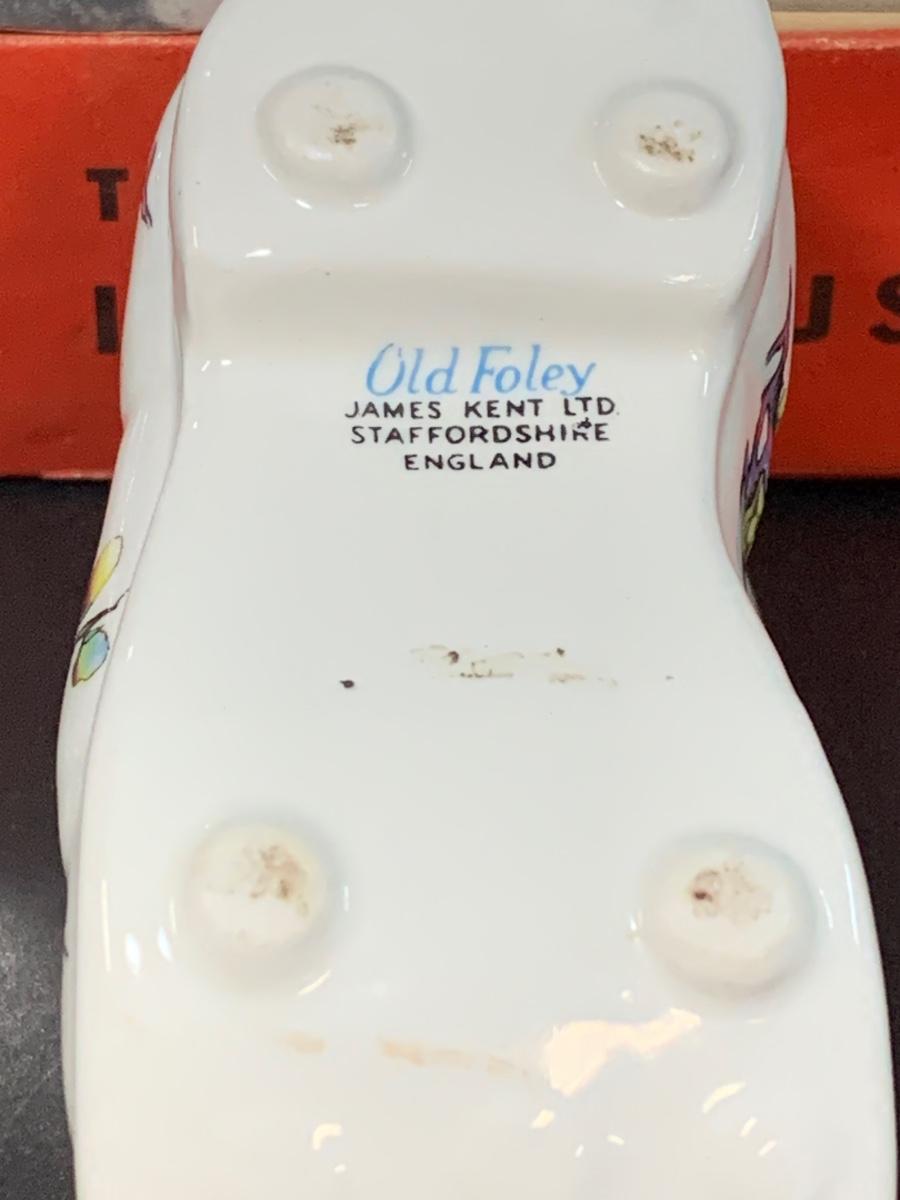 T
I
U S
Old Foley
JAMES KENT LTD.
STAFFORDSHIRE
ENGLAND